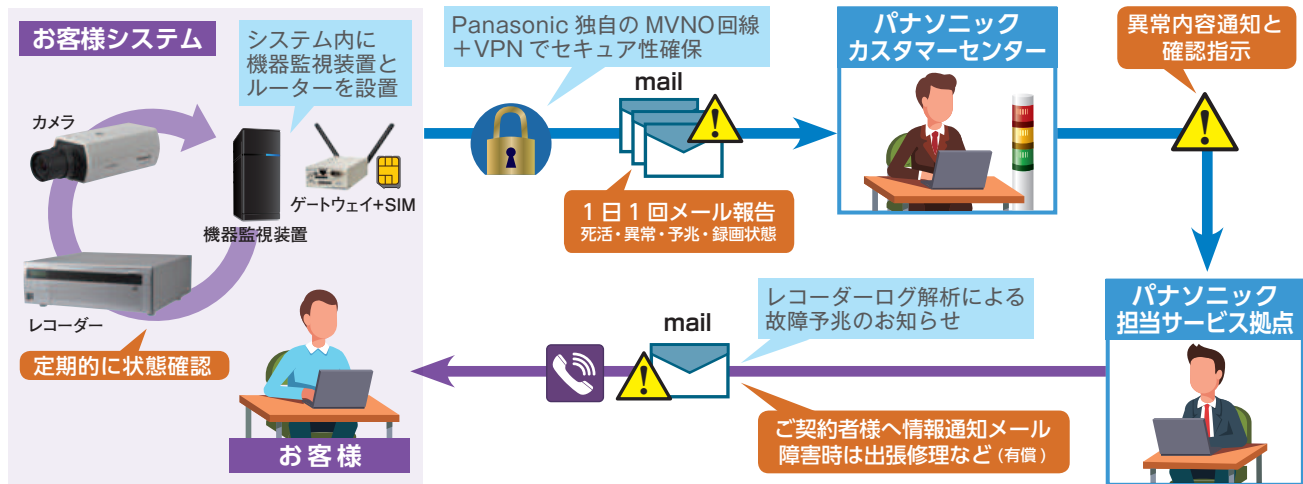 お客様システム
システム内に
機器監視装置と
ルーターを設置
カメラ
ゲートウェイ+SIM
機器監視装置
レコーダー
定期的に状態確認
お客様
Panasonic 独自の MVNO回線
＋VPN でセキュア性確保
mail
1日1回メール報告
死活・異常・予兆・録画状態
パナソニック
カスタマーセンター
異常内容通知と
確認指示
パナソニック
担当サービス拠点
レコーダーログ解析による
故障予兆のお知らせ
mail
ご契約者様へ情報通知メール
障害時は出張修理など(有償)